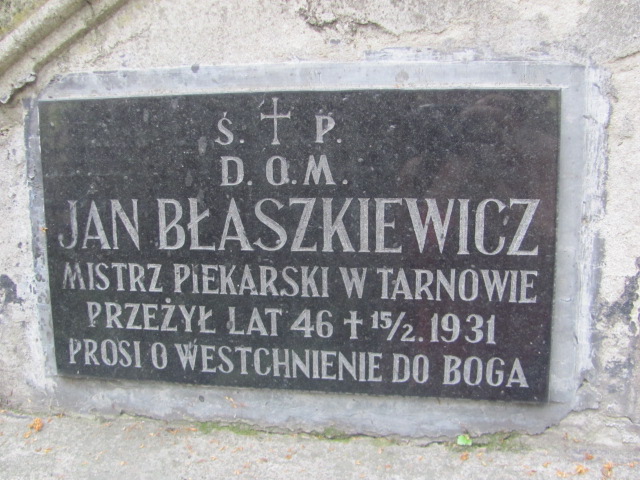 Ś. † P.
D.O.M.
JAN BŁASZKIEWICZ
MISTRZ PIEKARSKI W TARNOWIE
PRZEŻYŁ LAT 46 † 15/2. 1931
PROSI O WESTCHNIENIE DO BOGA